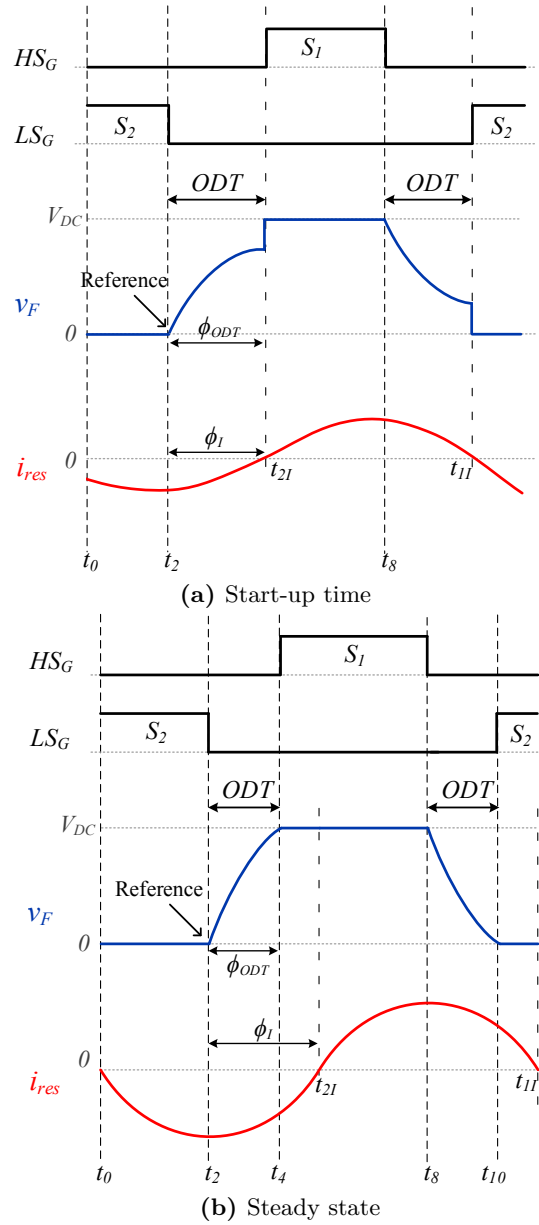 HS_G
S_1
LS_G
S_2
S_2
ODT
ODT
V_DC
Reference
v_F
0
ϕ_ODT
ϕ_I
i_res
0
t_2I
t_1I
t_0
t_2
t_8
(a) Start-up time
HS_G
S_1
LS_G
S_2
S_2
ODT
ODT
V_DC
Reference
v_F
0
ϕ_ODT
ϕ_I
i_res
0
t_2I
t_1I
t_0
t_2
t_4
t_8
t_10
(b) Steady state